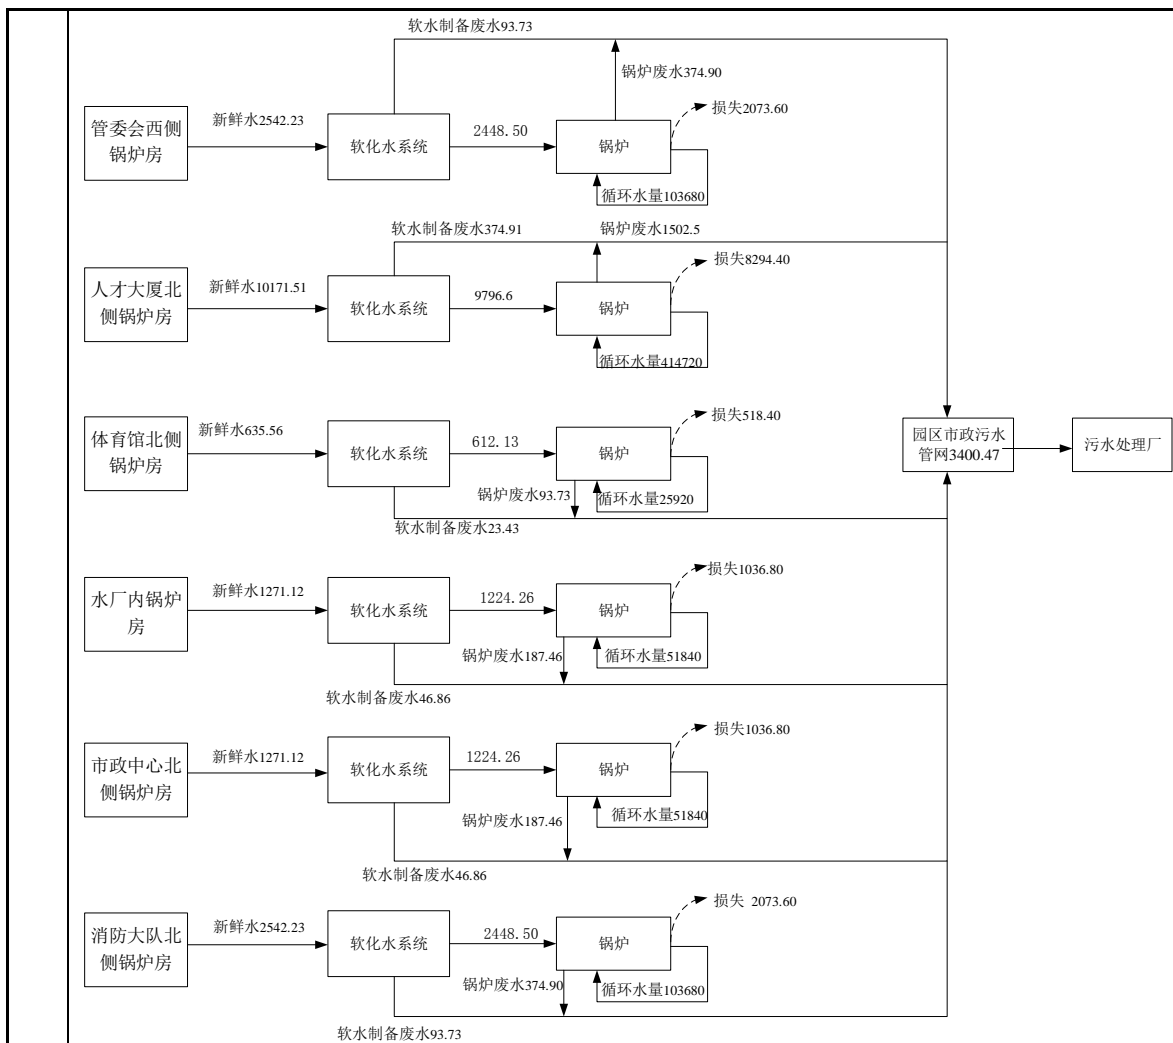 软水制备废水93.73
锅炉废水374.90
损失2073.60
管委会西侧
锅炉房
新鲜水2542.23
软化水系统
2448.50
锅炉
循环水量103680
软水制备废水374.91
锅炉废水1502.5
损失8294.40
人才大厦北
侧锅炉房
新鲜水10171.51
软化水系统
9796.6
锅炉
循环水量414720
损失518.40
体育馆北侧
锅炉房
新鲜水635.56
软化水系统
612.13
锅炉
锅炉废水93.73
循环水量25920
软水制备废水23.43
园区市政污水
管网3400.47
污水处理厂
损失1036.80
水厂内锅炉
房
新鲜水1271.12
软化水系统
1224.26
锅炉
锅炉废水187.46
循环水量51840
软水制备废水46.86
损失1036.80
市政中心北
侧锅炉房
新鲜水1271.12
软化水系统
1224.26
锅炉
锅炉废水187.46
循环水量51840
软水制备废水46.86
损失 2073.60
消防大队北
侧锅炉房
新鲜水2542.23
软化水系统
2448.50
锅炉
锅炉废水374.90
循环水量103680
软水制备废水93.73